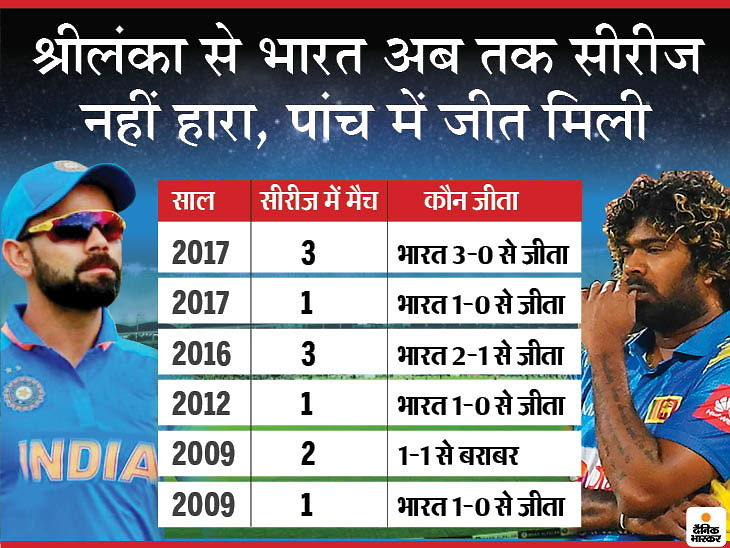 श्रीलंका से भारत अब तक सीरीज
नहीं हारा, पांच में जीत मिली
साल सीरीज में मैच कौन जीता
2017 3 भारत 3-0 से जीता
2017 1 भारत 1-0 से जीता
2016 3 भारत 2-1 से जीता
2012 1 भारत 1-0 से जीता
2009 2 1-1 से बराबर
2009 1 भारत 1-0 से जीता
INDIA
HUAWEI
दैनिक
भास्कर